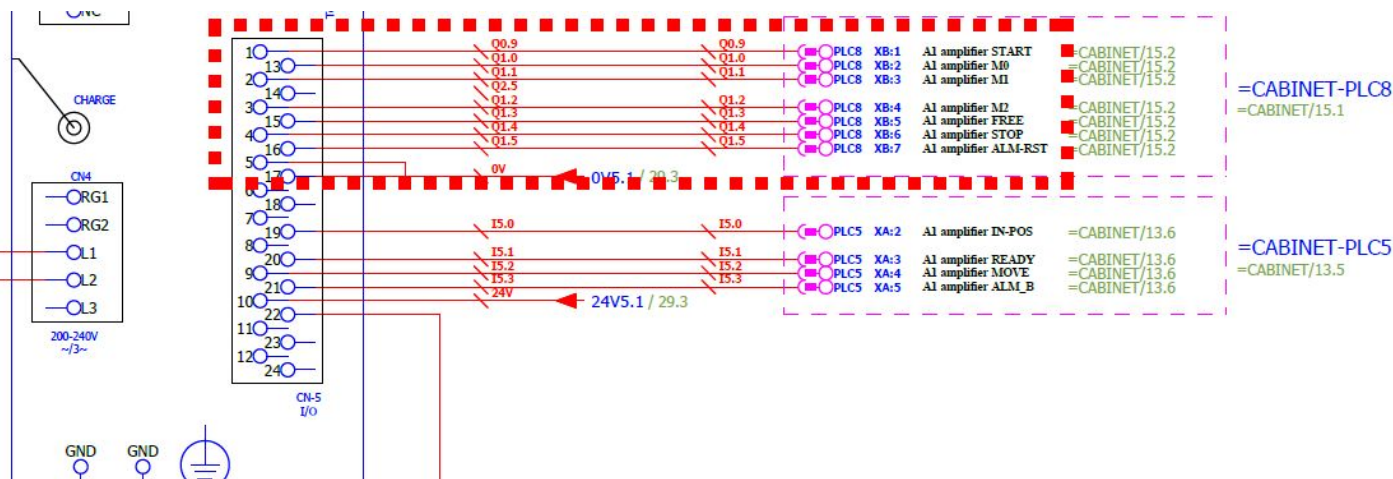 NC
1 Q0.9 Q0.9 PLC8 XB:1 A1 amplifier START =CABINET/15.2
13 Q1.0 Q1.0 PLC8 XB:2 A1 amplifier M0 =CABINET/15.2
2 Q1.1 Q1.1 PLC8 XB:3 A1 amplifier M1 =CABINET/15.2
14 Q2.5
3 Q1.2 Q1.2 PLC8 XB:4 A1 amplifier M2 =CABINET/15.2
15 Q1.3 Q1.3 PLC8 XB:5 A1 amplifier FREE =CABINET/15.2
4 Q1.4 Q1.4 PLC8 XB:6 A1 amplifier STOP =CABINET/15.2
16 Q1.5 Q1.5 PLC8 XB:7 A1 amplifier ALM-RST =CABINET/15.2
=CABINET-PLC8
=CABINET/15.1
5
17 0V 0V5.1 / 29.3
6
18
7
19 I5.0 I5.0 PLC5 XA:2 A1 amplifier IN-POS =CABINET/13.6
8
20 I5.1 I5.1 PLC5 XA:3 A1 amplifier READY =CABINET/13.6
9 I5.2 I5.2 PLC5 XA:4 A1 amplifier MOVE =CABINET/13.6
21 I5.3 I5.3 PLC5 XA:5 A1 amplifier ALM_B =CABINET/13.6
=CABINET-PLC5
=CABINET/13.5
10 24V 24V5.1 / 29.3
22
11
23
12
24
CN-5
I/O
CHARGE
CN4
RG1
RG2
L1
L2
L3
200-240V
~/3~
GND GND